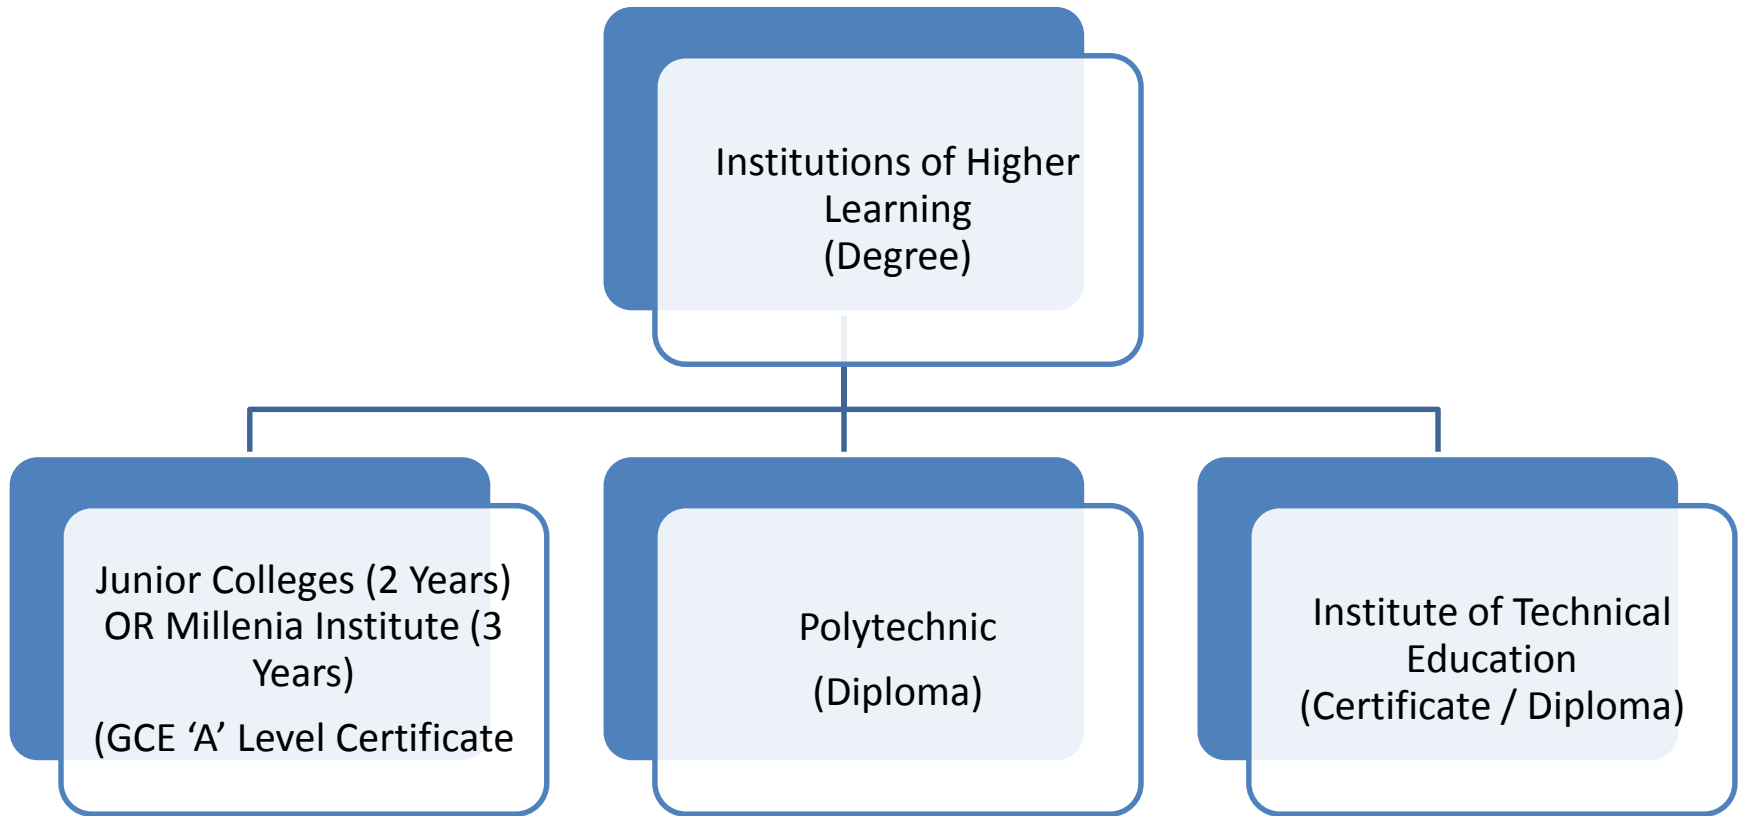 Institutions of Higher
Learning
(Degree)
Junior Colleges (2 Years)
OR Millenia Institute (3
Years)
(GCE ‘A’ Level Certificate
Polytechnic
(Diploma)
Institute of Technical
Education
(Certificate / Diploma)